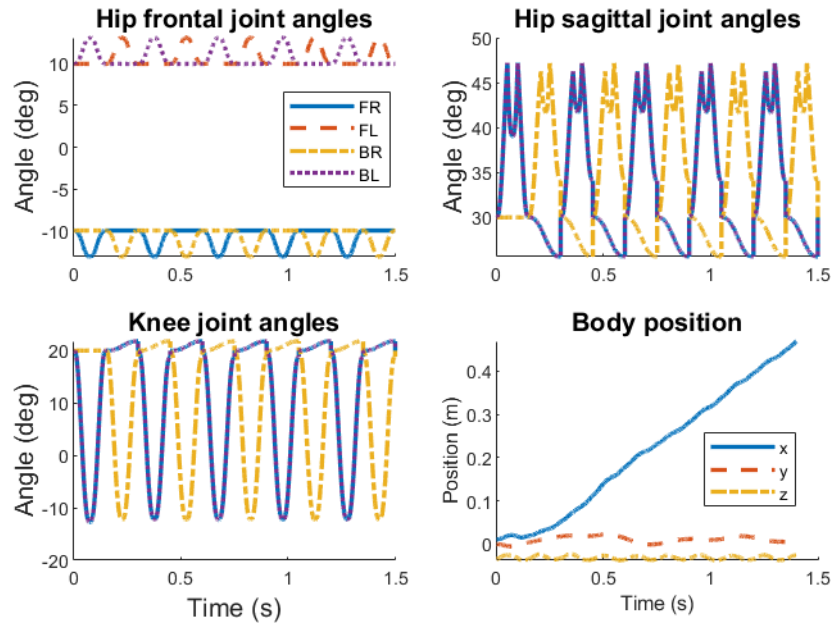 Hip frontal joint angles
Angle (deg)
10
5
0
-5
-10
FR
FL
BR
BL
0
0.5
1
1.5
Hip sagittal joint angles
Angle (deg)
50
45
40
35
30
0
0.5
1
1.5
Knee joint angles
Angle (deg)
20
10
0
-10
-20
0
0.5
1
1.5
Time (s)
Body position
Position (m)
0.4
0.3
0.2
0.1
0
x
y
z
0
0.5
1
1.5
Time (s)